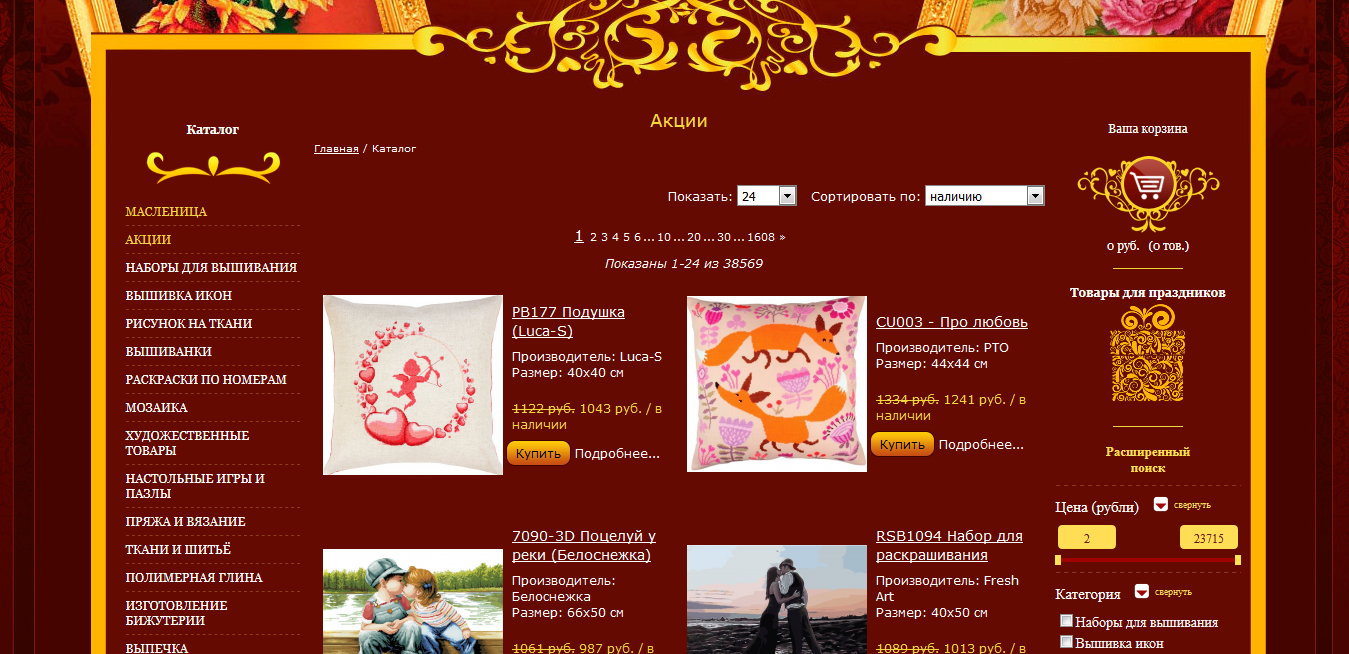 Каталог
МАСЛЕНИЦА
АКЦИИ
НАБОРЫ ДЛЯ ВЫШИВАНИЯ
ВЫШИВКА ИКОН
РИСУНОК НА ТКАНИ
ВЫШИВАНКИ
РАСКРАСКИ ПО НОМЕРАМ
МОЗАИКА
ХУДОЖЕСТВЕННЫЕ
ТОВАРЫ
НАСТОЛЬНЫЕ ИГРЫ И
ПАЗЛЫ
ПРЯЖА И ВЯЗАНИЕ
ТКАНИ И ШИТЬЁ
ПОЛИМЕРНАЯ ГЛИНА
ИЗГОТОВЛЕНИЕ
БИЖУТЕРИИ
ВЫПЕЧКА
Акции
Главная / Каталог
Показать: 24 Сортировать по: наличию
1 2 3 4 5 6 ... 10 ... 20 ... 30 ... 1608 »
Показаны 1-24 из 38569
PB177 Подушка
(Luca-S)
Производитель: Luca-S
Размер: 40x40 см
1122 руб. 1043 руб. / в
наличии
Купить Подробнее...
CU003 - Про любовь
Производитель: РТО
Размер: 44x44 см
1334 руб. 1241 руб. / в
наличии
Купить Подробнее...
7090-3D Поцелуй у
реки (Белоснежка)
Производитель:
Белоснежка
Размер: 66x50 см
1061 руб. 987 руб. / в
RSB1094 Набор для
раскрашивания
Производитель: Fresh
Art
Размер: 40x50 см
1089 руб. 1013 руб. / в
Ваша корзина
0 руб. (0 тов.)
Товары для праздников
Расширенный
поиск
Цена (рубли) свернуть
2 23715
Категория свернуть
Наборы для вышивания
Вышивка икон